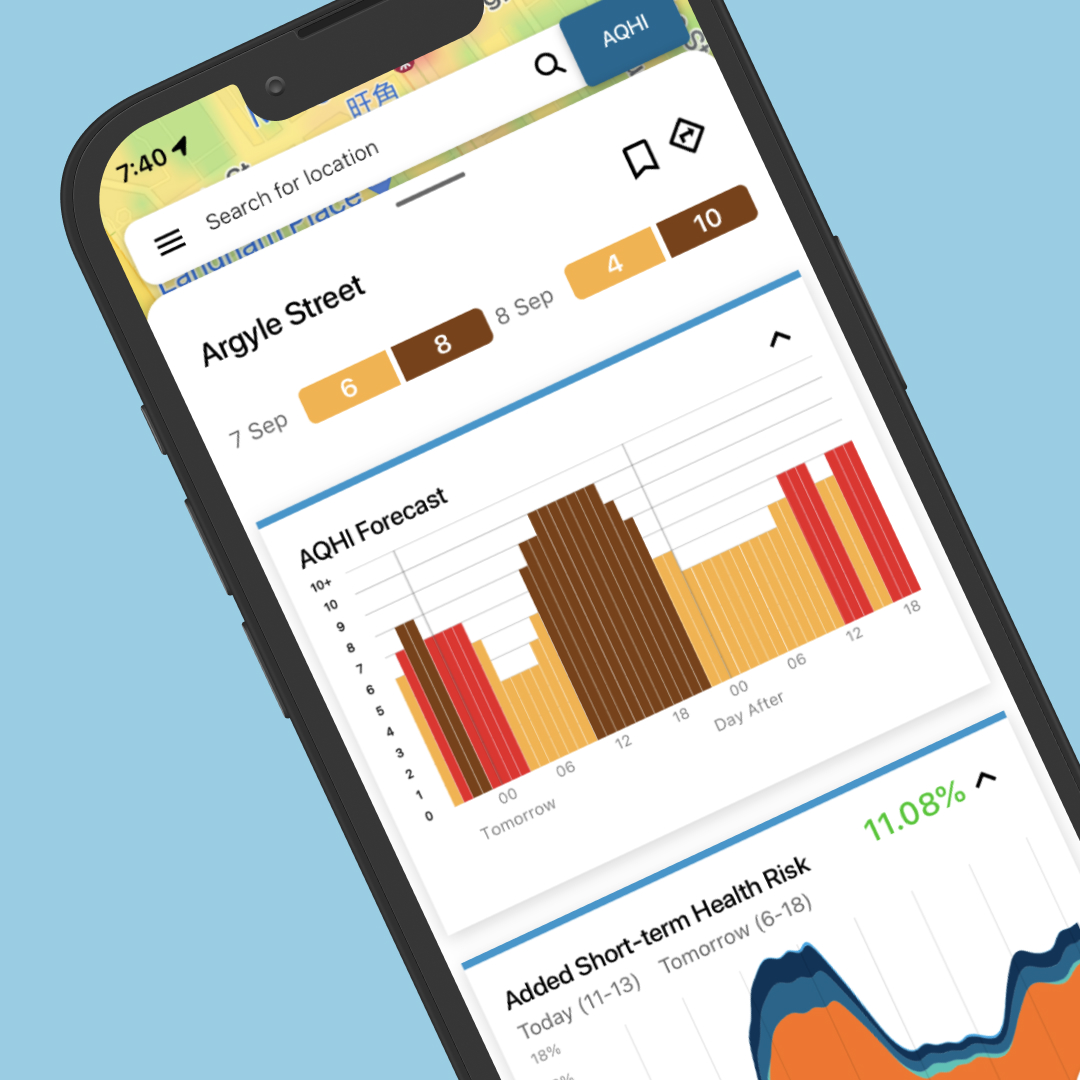 7:40
旺角
AQHI
Search for location
Langham Place
Argyle Street
7 Sep
6
8
8 Sep
4
10
AQHI Forecast
10+
10
9
8
7
6
5
4
3
2
1
0
00
06
12
18
00
06
12
18
Tomorrow
Day After
Added Short-term Health Risk
11.08%
Today (11-13)
Tomorrow (6-18)
18%